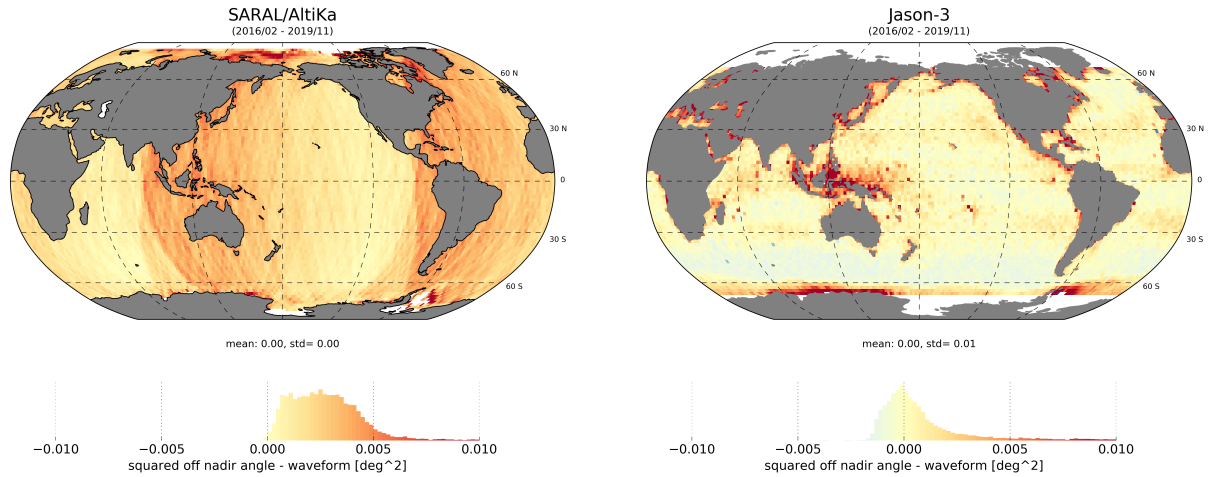 SARAL/AltiKa
(2016/02 - 2019/11)
60 N
30 N
0
30 S
60 S
mean: 0.00, std= 0.00
−0.010 −0.005 0.000 0.005 0.010
squared off nadir angle - waveform [deg^2]
Jason-3
(2016/02 - 2019/11)
60 N
30 N
0
30 S
60 S
mean: 0.00, std= 0.01
−0.010 −0.005 0.000 0.005 0.010
squared off nadir angle - waveform [deg^2]